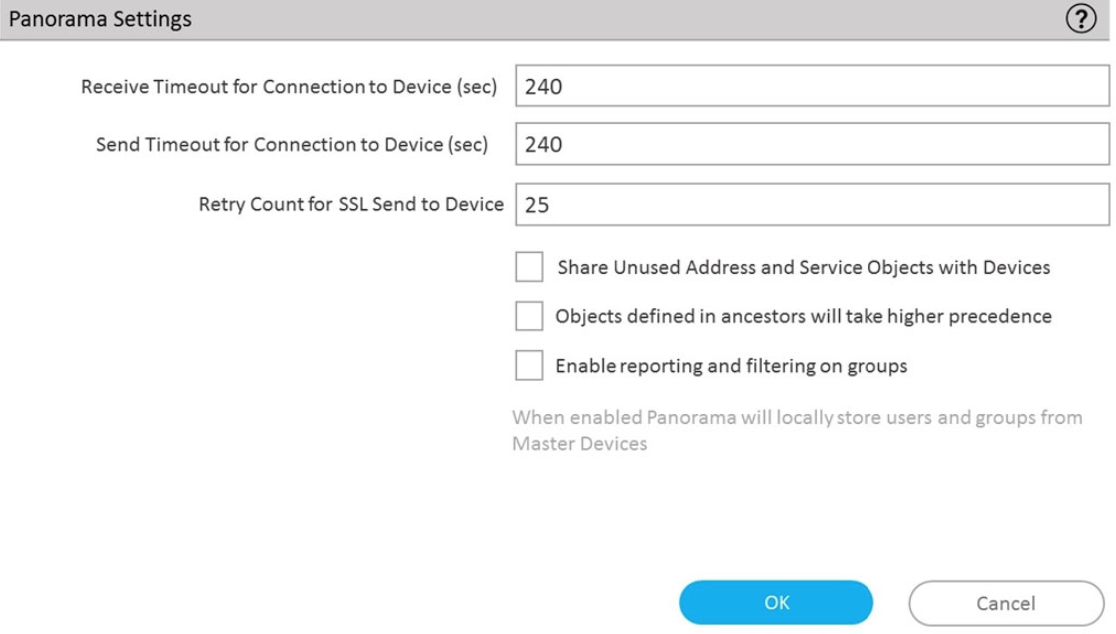 Panorama Settings
?
Receive Timeout for Connection to Device (sec) 240
Send Timeout for Connection to Device (sec) 240
Retry Count for SSL Send to Device 25
Share Unused Address and Service Objects with Devices
Objects defined in ancestors will take higher precedence
Enable reporting and filtering on groups
When enabled Panorama will locally store users and groups from
Master Devices
OK Cancel